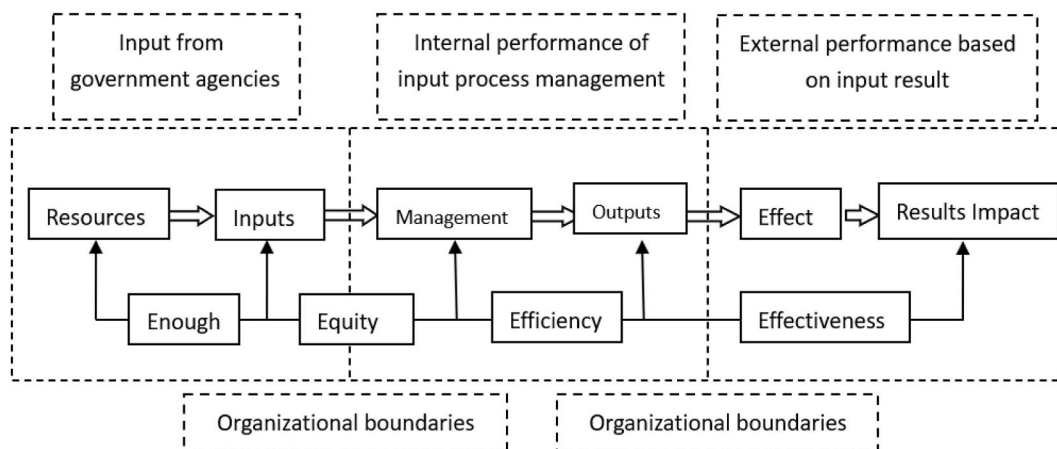 Input from
government agencies
Internal performance of
input process management
External performance based
on input result
Resources
Inputs
Management
Outputs
Effect
Results Impact
Enough
Equity
Efficiency
Effectiveness
Organizational boundaries
Organizational boundaries